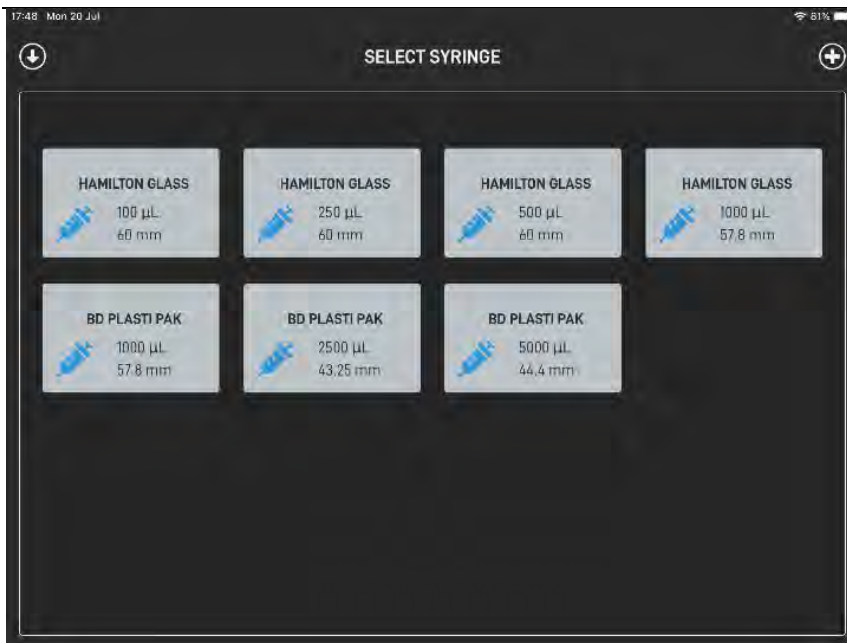 17:48 Mon 20 Jul
81%
SELECT SYRINGE
HAMILTON GLASS
100 µL
60 mm
HAMILTON GLASS
250 µL
60 mm
HAMILTON GLASS
500 µL
60 mm
HAMILTON GLASS
1000 µL
57.8 mm
BD PLASTI PAK
1000 µL
57.8 mm
BD PLASTI PAK
2500 µL
43.25 mm
BD PLASTI PAK
5000 µL
44.4 mm